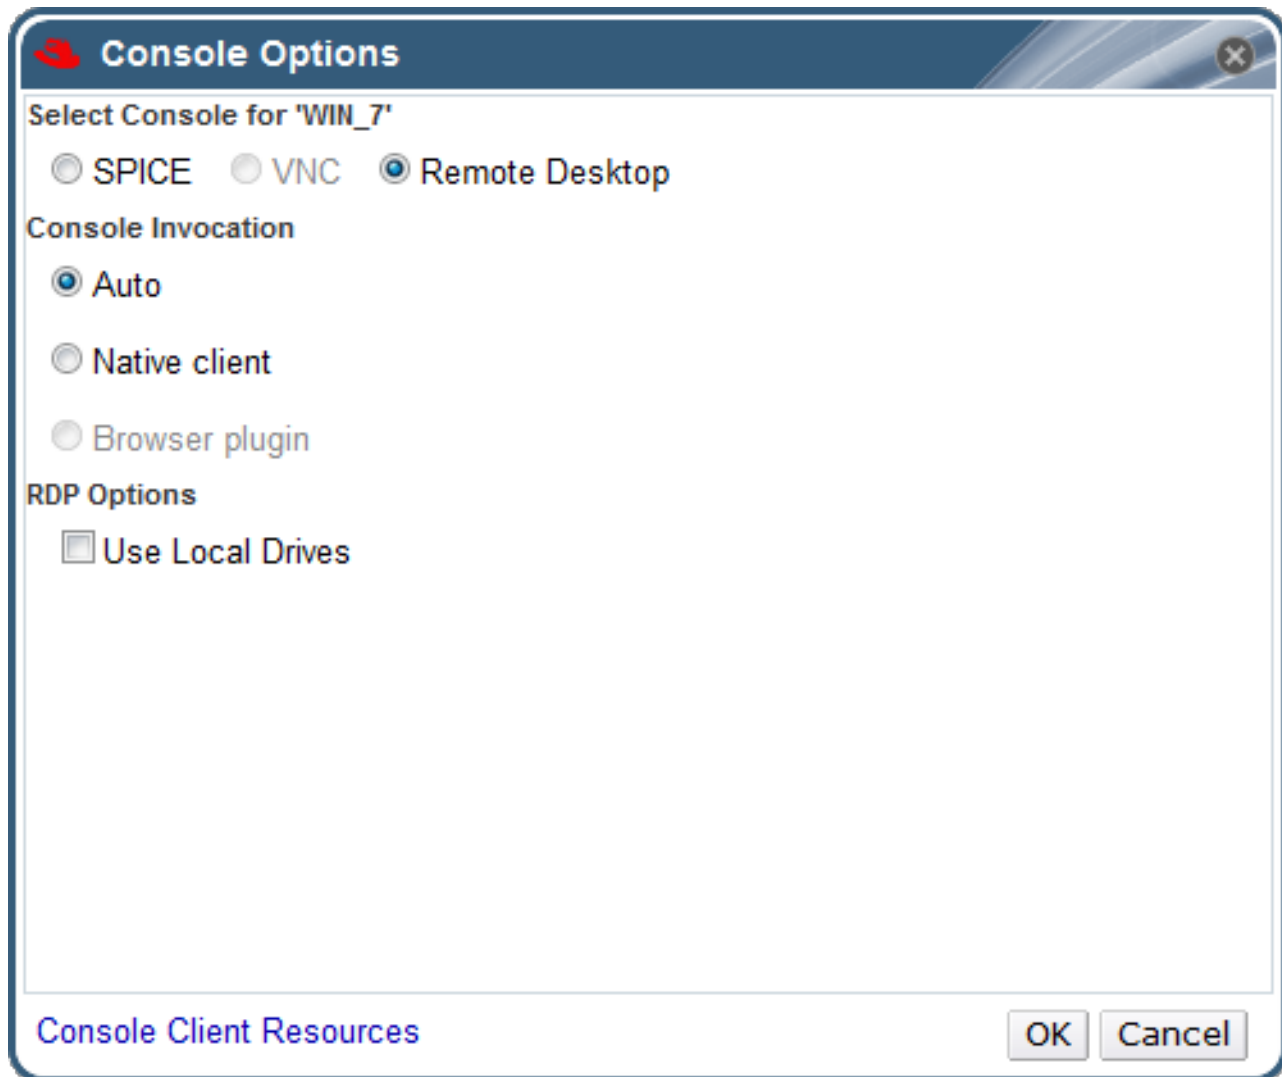 Console Options
Select Console for 'WIN_7'
SPICE VNC Remote Desktop
Console Invocation
Auto
Native client
Browser plugin
RDP Options
Use Local Drives
Console Client Resources OK Cancel